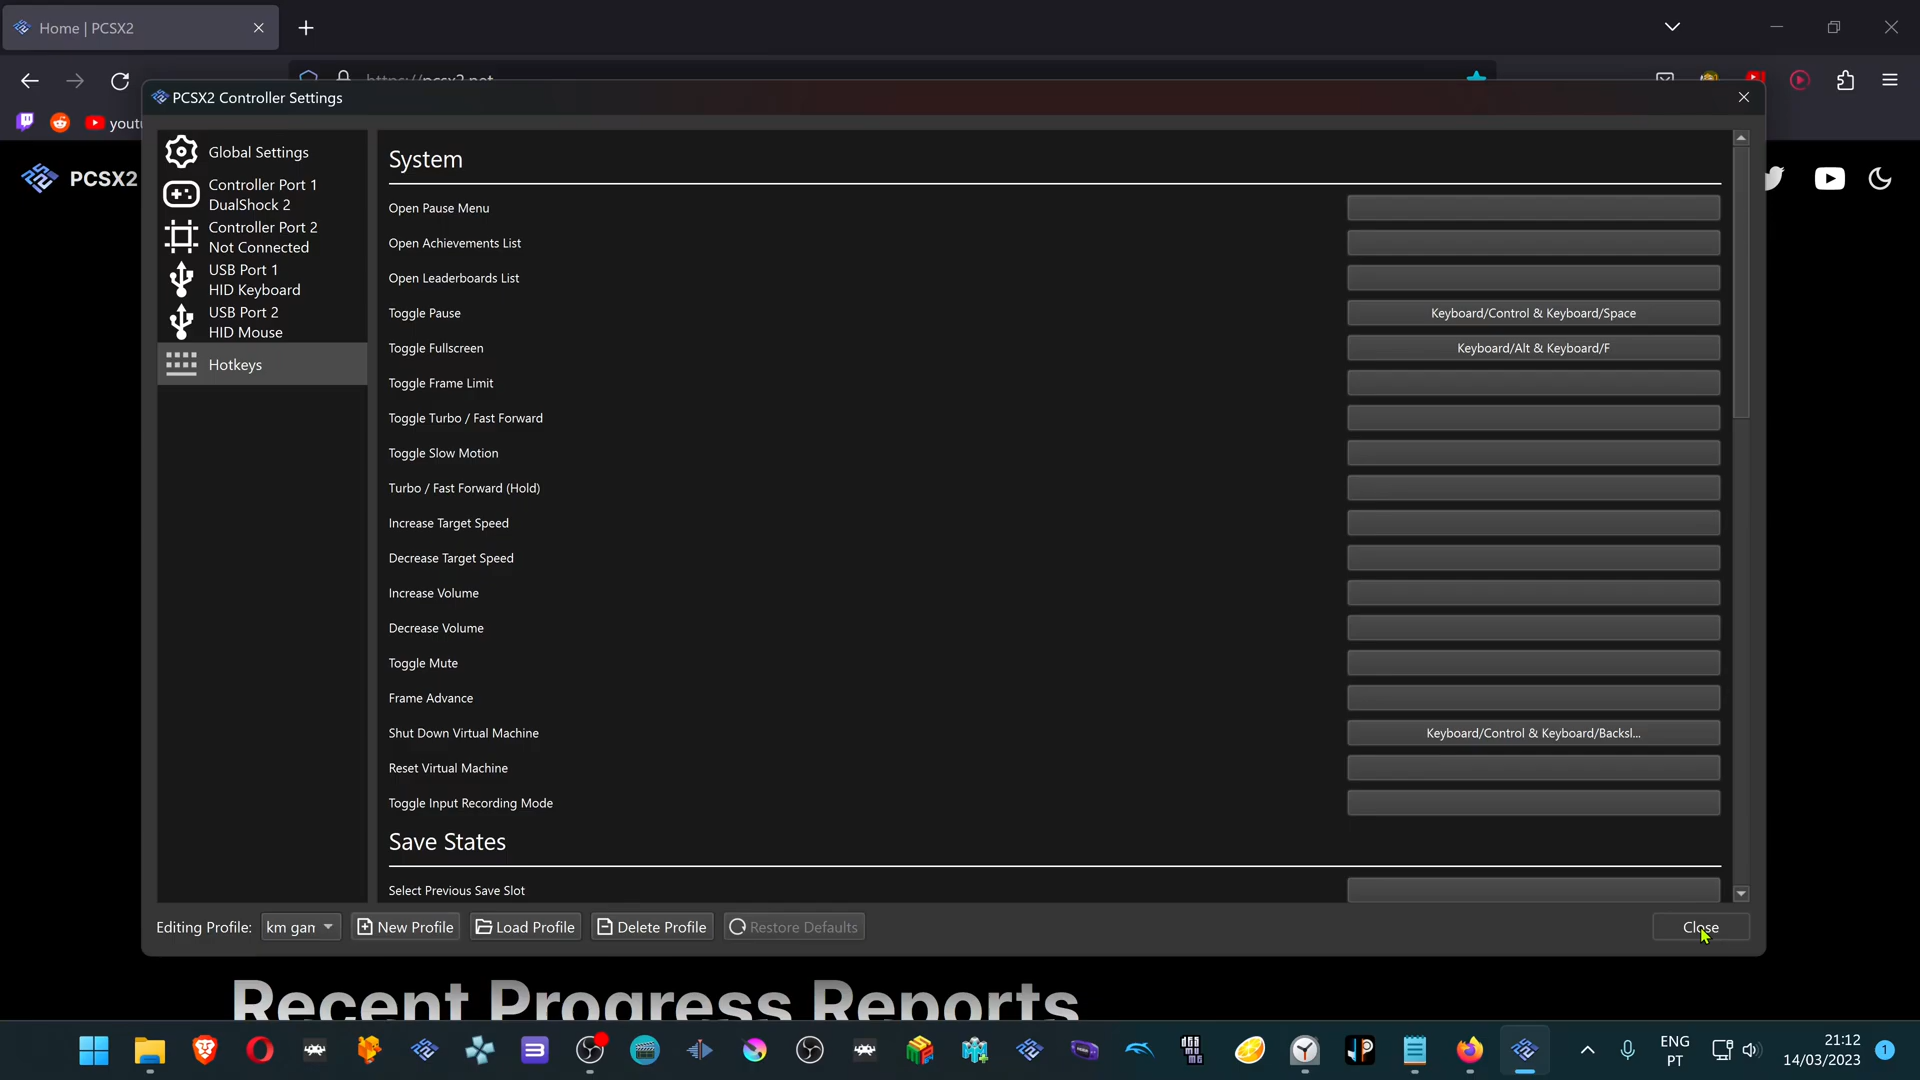 Home | PCSX2
https://pcsx2.net
PCSX2 Controller Settings
PCSX2
Global Settings
Controller Port 1
DualShock 2
Controller Port 2
Not Connected
USB Port 1
HID Keyboard
USB Port 2
HID Mouse
Hotkeys
System
Open Pause Menu
Open Achievements List
Open Leaderboards List
Toggle Pause Keyboard/Control & Keyboard/Space
Toggle Fullscreen Keyboard/Alt & Keyboard/F
Toggle Frame Limit
Toggle Turbo / Fast Forward
Toggle Slow Motion
Turbo / Fast Forward (Hold)
Increase Target Speed
Decrease Target Speed
Increase Volume
Decrease Volume
Toggle Mute
Frame Advance
Shut Down Virtual Machine Keyboard/Control & Keyboard/Backsl...
Reset Virtual Machine
Toggle Input Recording Mode
Save States
Select Previous Save Slot
Editing Profile: km gan New Profile Load Profile Delete Profile Restore Defaults Close
Recent Progress Reports
ENG
PT
21:12
14/03/2023
1